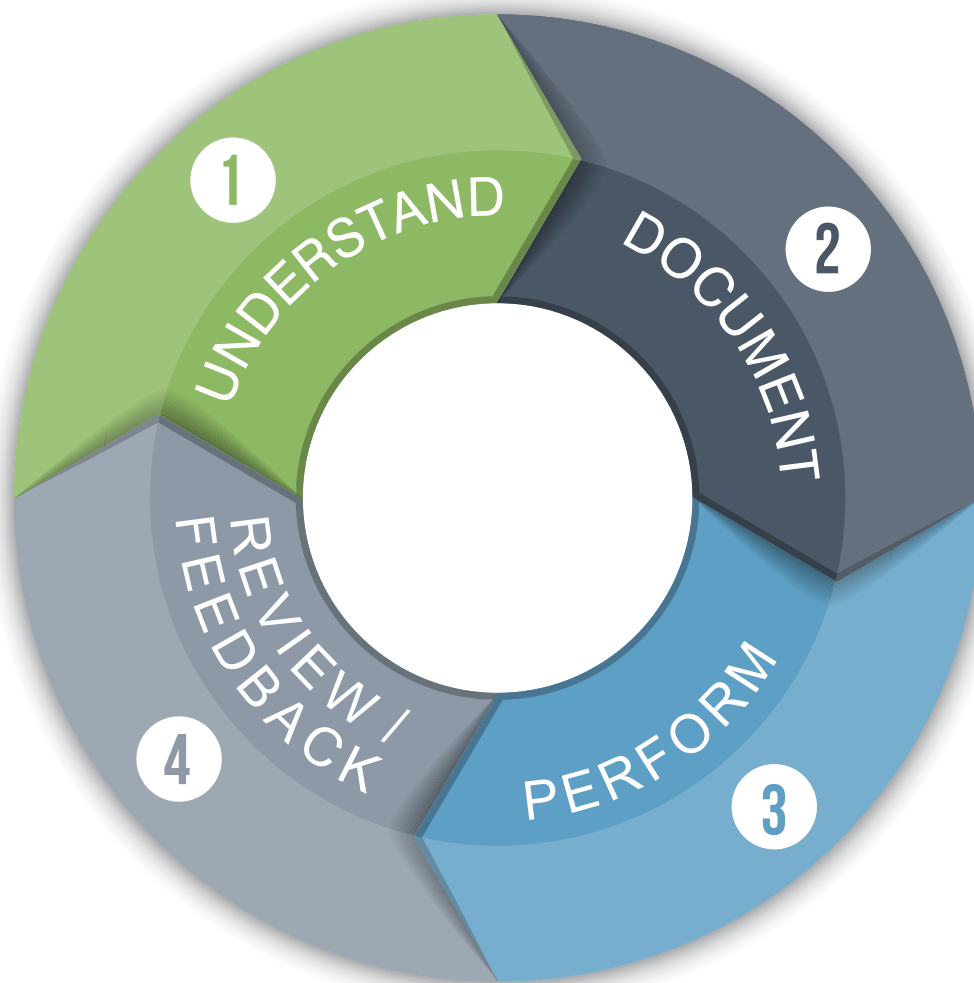 1
UNDERSTAND
2
DOCUMENT
3
PERFORM
4
REVIEW /
FEEDBACK